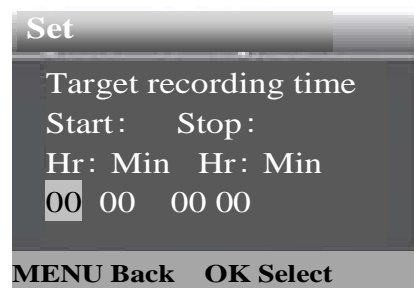 Set
Target recording time
Start: Stop:
Hr: Min Hr: Min
00 00 00 00
MENU Back OK Select